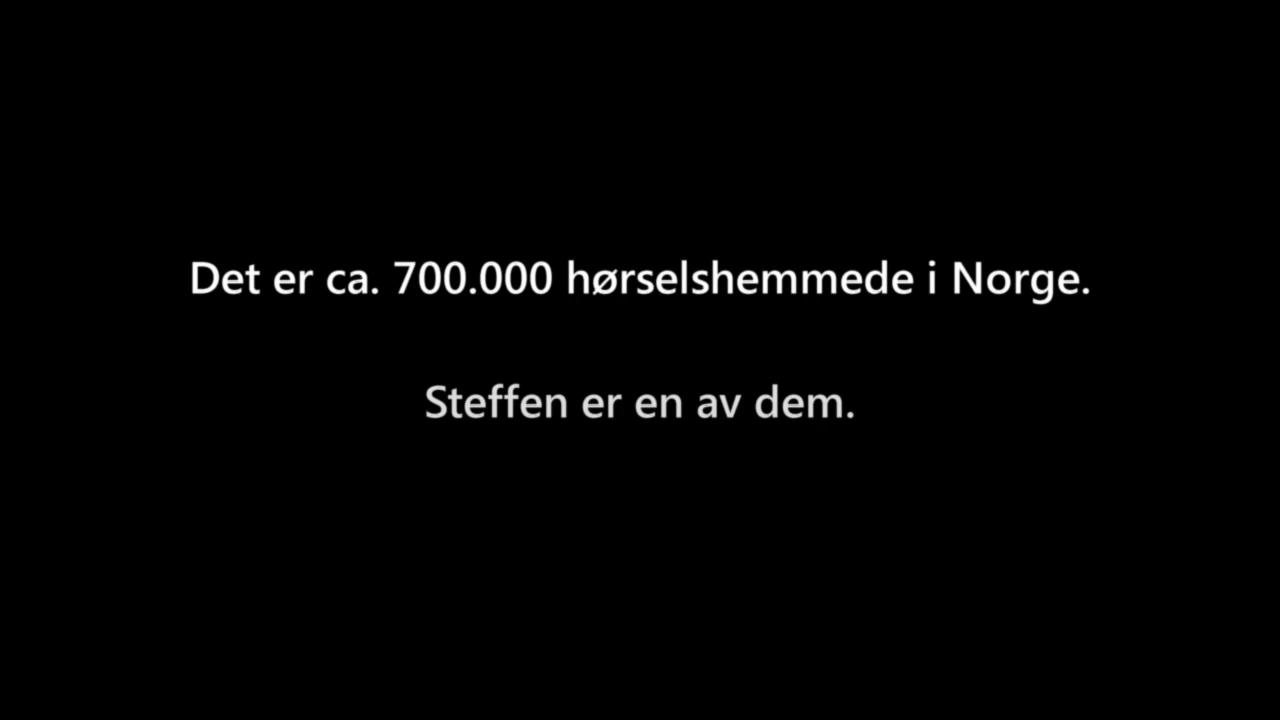 Det er ca. 700.000 hørselshemmede i Norge.
Steffen er en av dem.